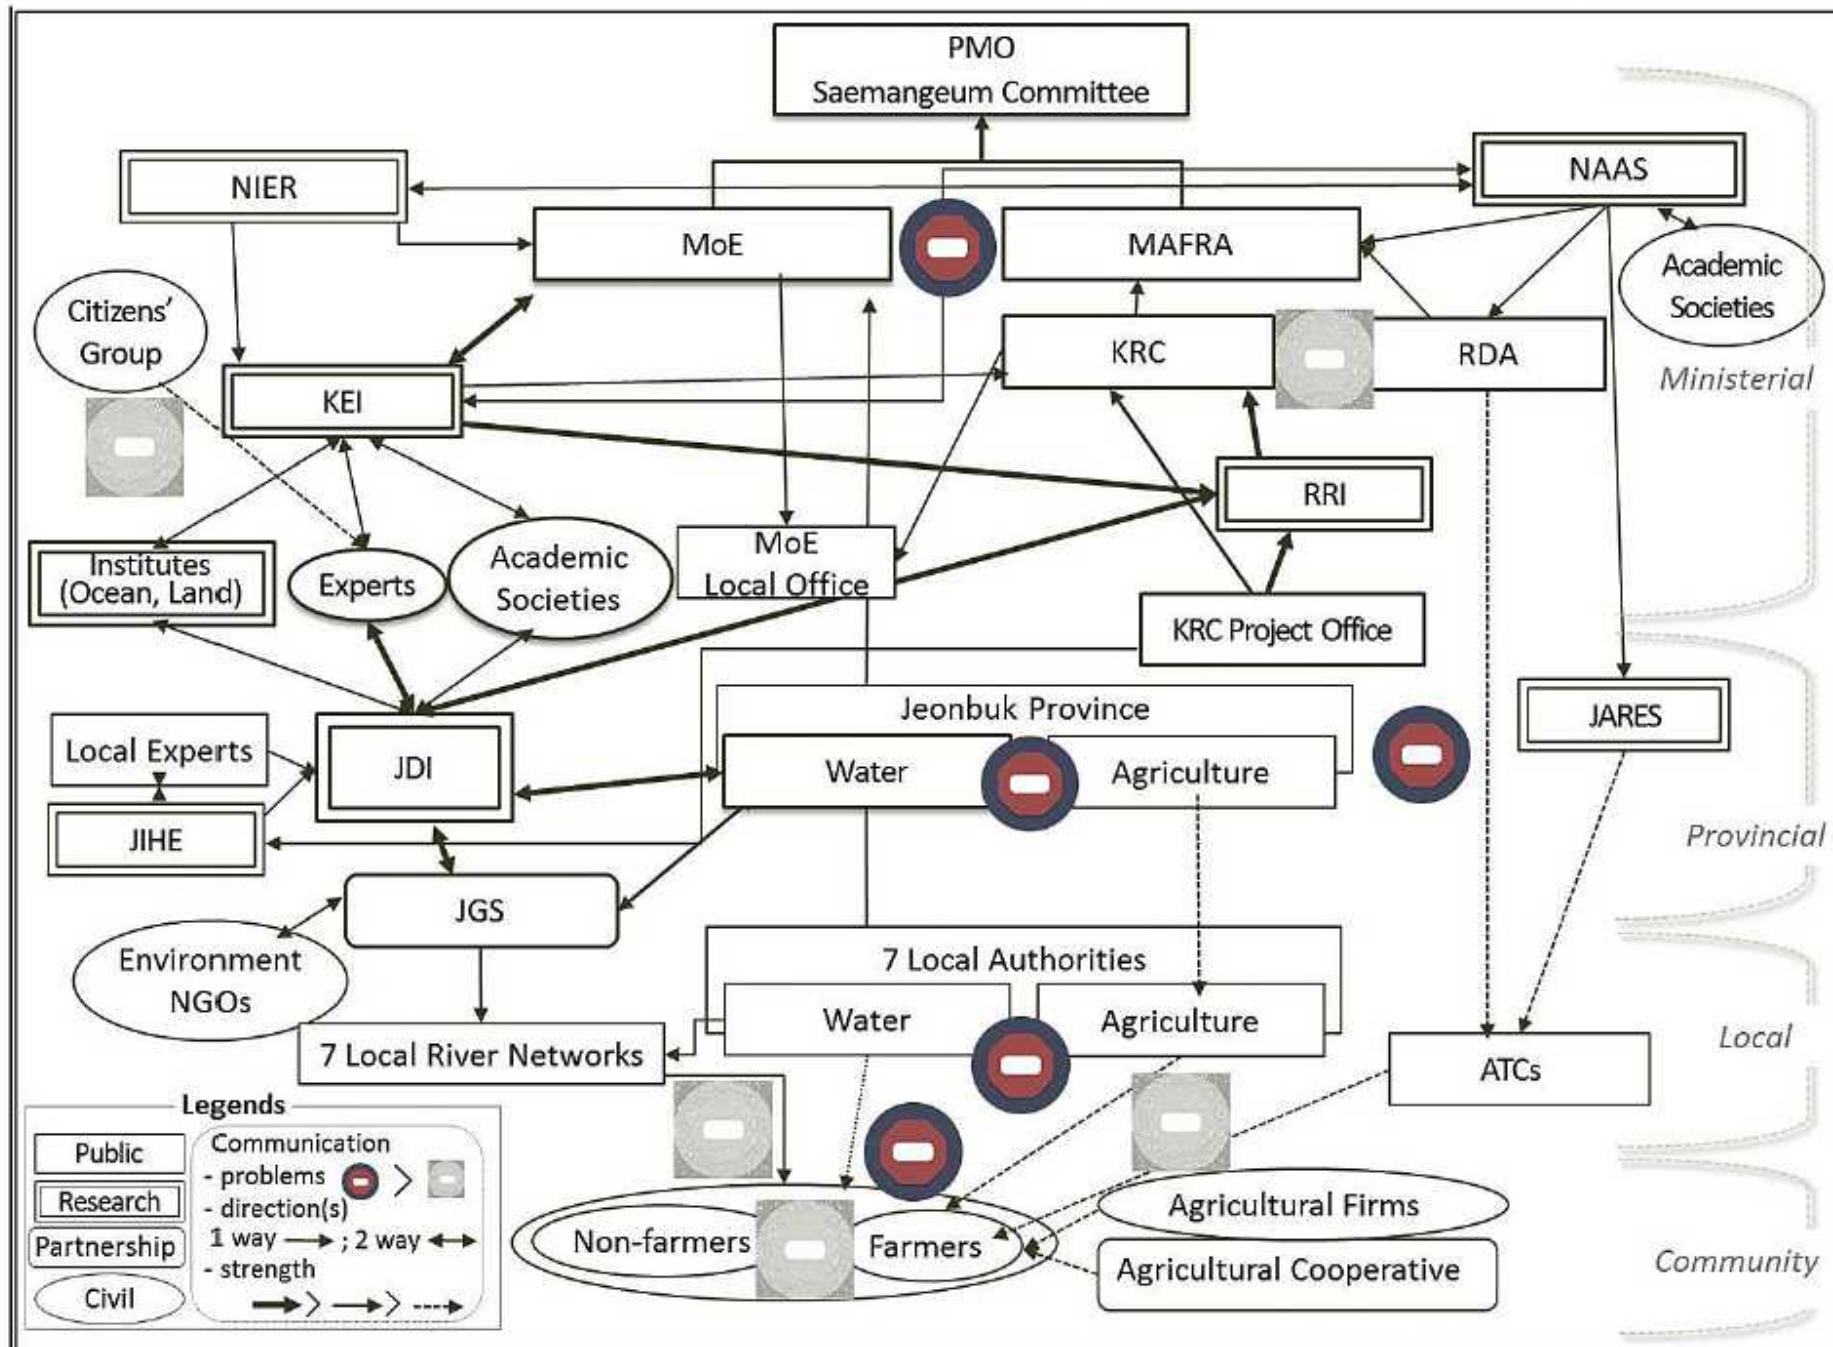 PMO
Saemangeum Committee
NIER
NAAS
MoE
MAFRA
Academic
Societies
Citizens'
Group
KRC
RDA
Ministerial
KEI
RRI
MoE
Local Office
Institutes
(Ocean, Land)
Experts
Academic
Societies
KRC Project Office
Jeonbuk Province
JARES
Local Experts
JDI
Water
Agriculture
JIHE
Provincial
JGS
Environment
NGOs
7 Local Authorities
Water
Agriculture
7 Local River Networks
Local
ATCs
Legends
Public
Research
Partnership
Civil
Communication
- problems >
- direction(s)
1 way ; 2 way
- strength
> >
Non-farmers
Farmers
Agricultural Firms
Agricultural Cooperative
Community